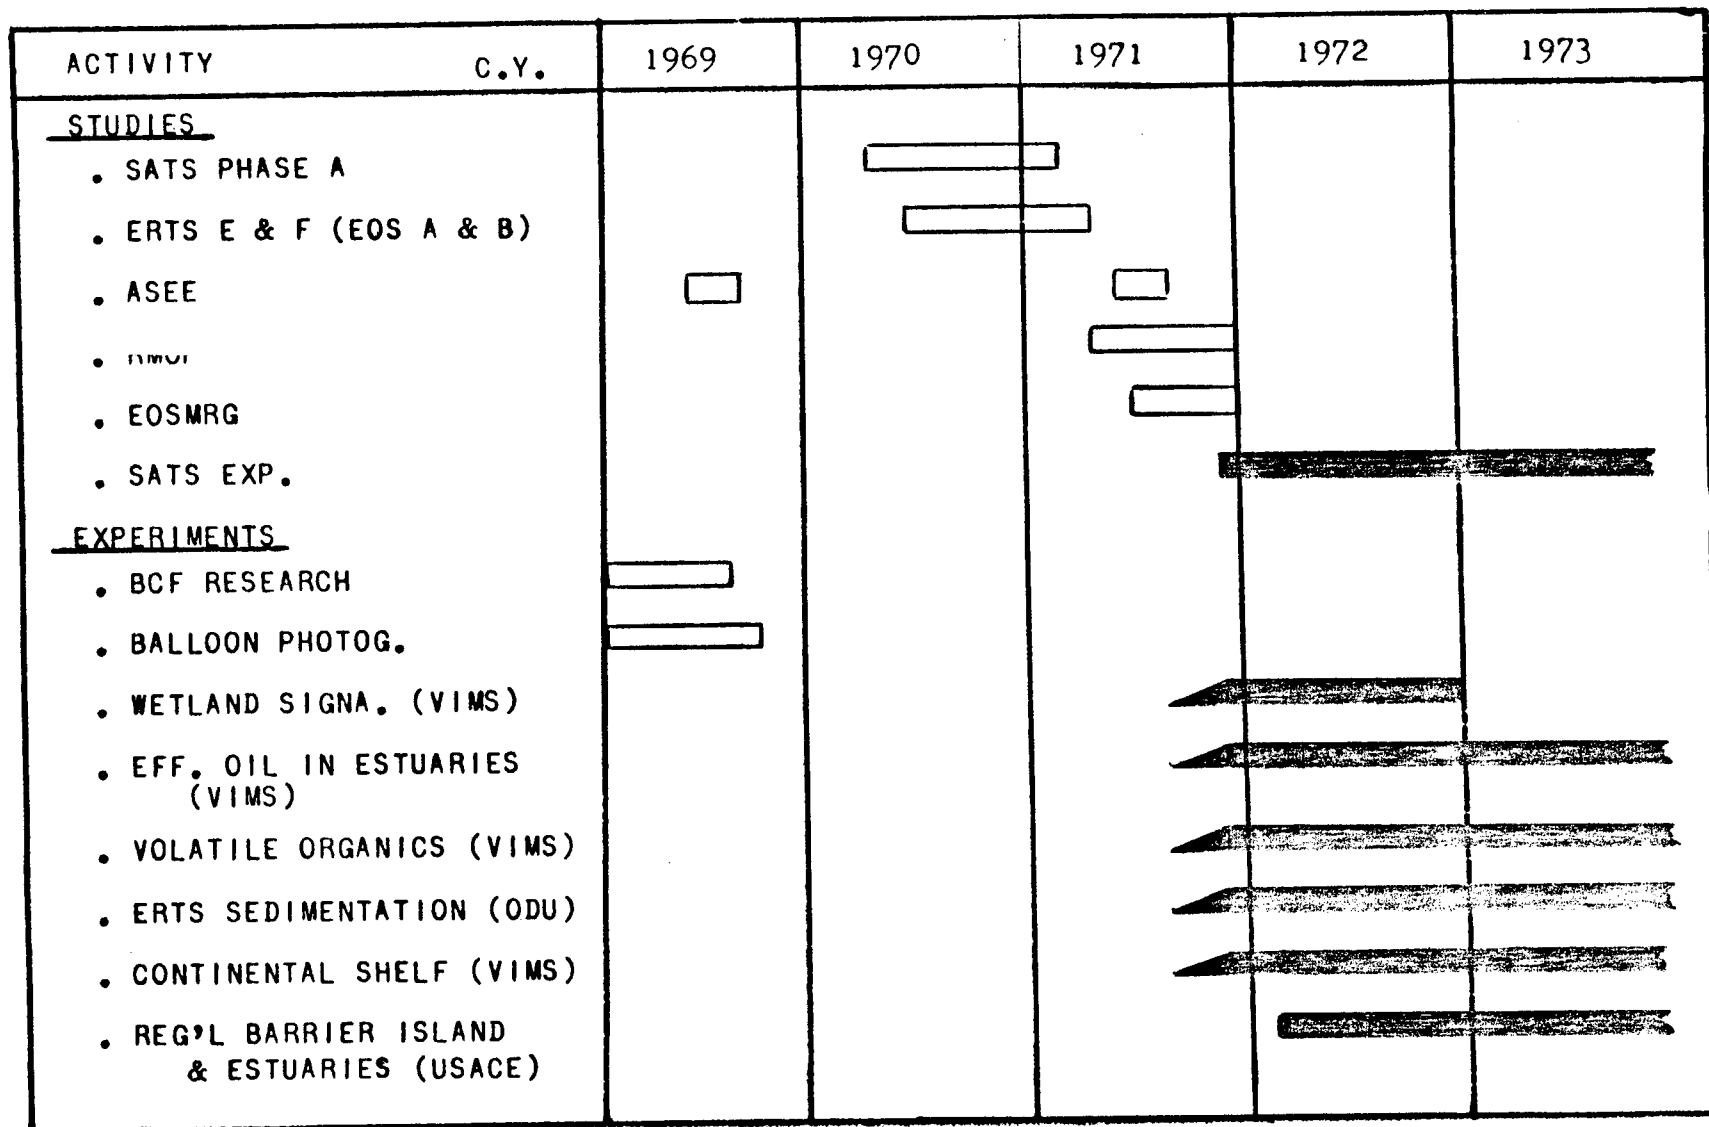 ACTIVITY C.Y. 1969 1970 1971 1972 1973
STUDIES
. SATS PHASE A
. ERTS E & F (EOS A & B)
. ASEE
. EOSMRG
. SATS EXP.
EXPERIMENTS
. BCF RESEARCH
. BALLOON PHOTOG.
. WETLAND SIGNA. (VIMS)
. EFF. OIL IN ESTUARIES
(VIMS)
. VOLATILE ORGANICS (VIMS)
. ERTS SEDIMENTATION (ODU)
. CONTINENTAL SHELF (VIMS)
. REG'L BARRIER ISLAND
& ESTUARIES (USACE)